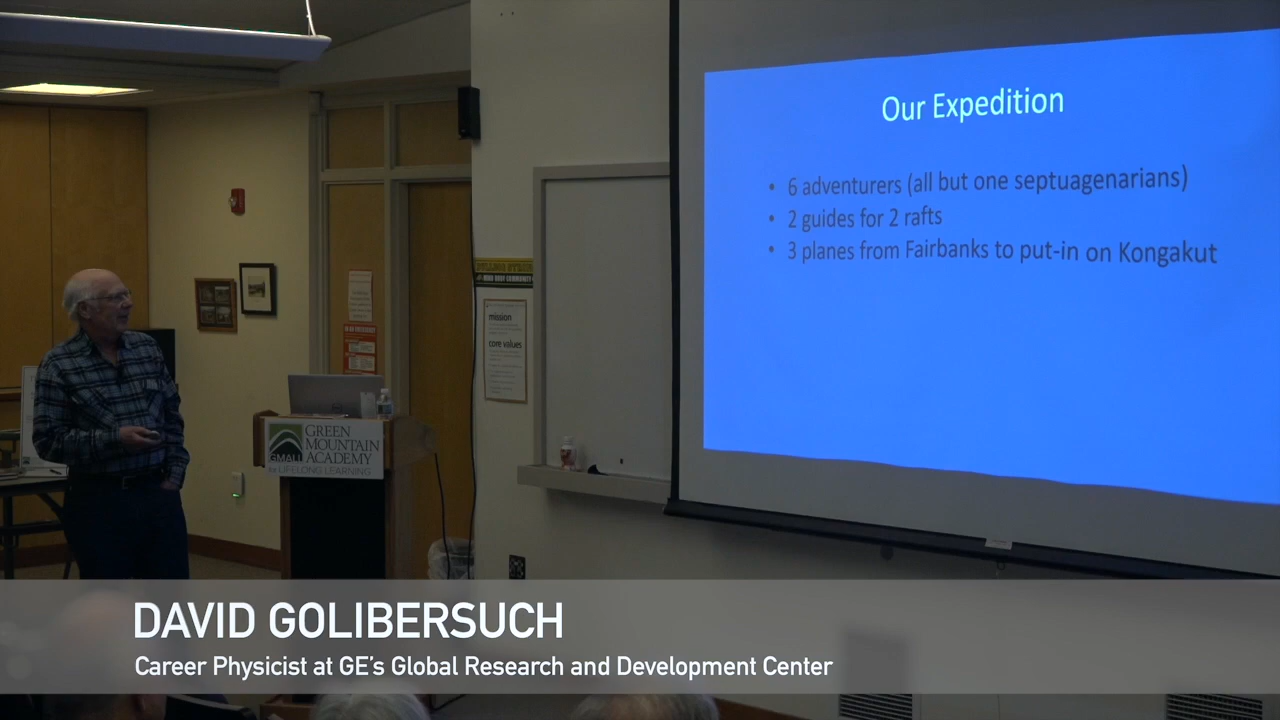 Our Expedition
• 6 adventurers (all but one septuagenarians)
• 2 guides for 2 rafts
• 3 planes from Fairbanks to put-in on Kongakut
mission
core values
GREEN
MOUNTAIN
ACADEMY
for LIFELONG LEARNING
GMALL
DAVID GOLIBERSUCH
Career Physicist at GE's Global Research and Development Center